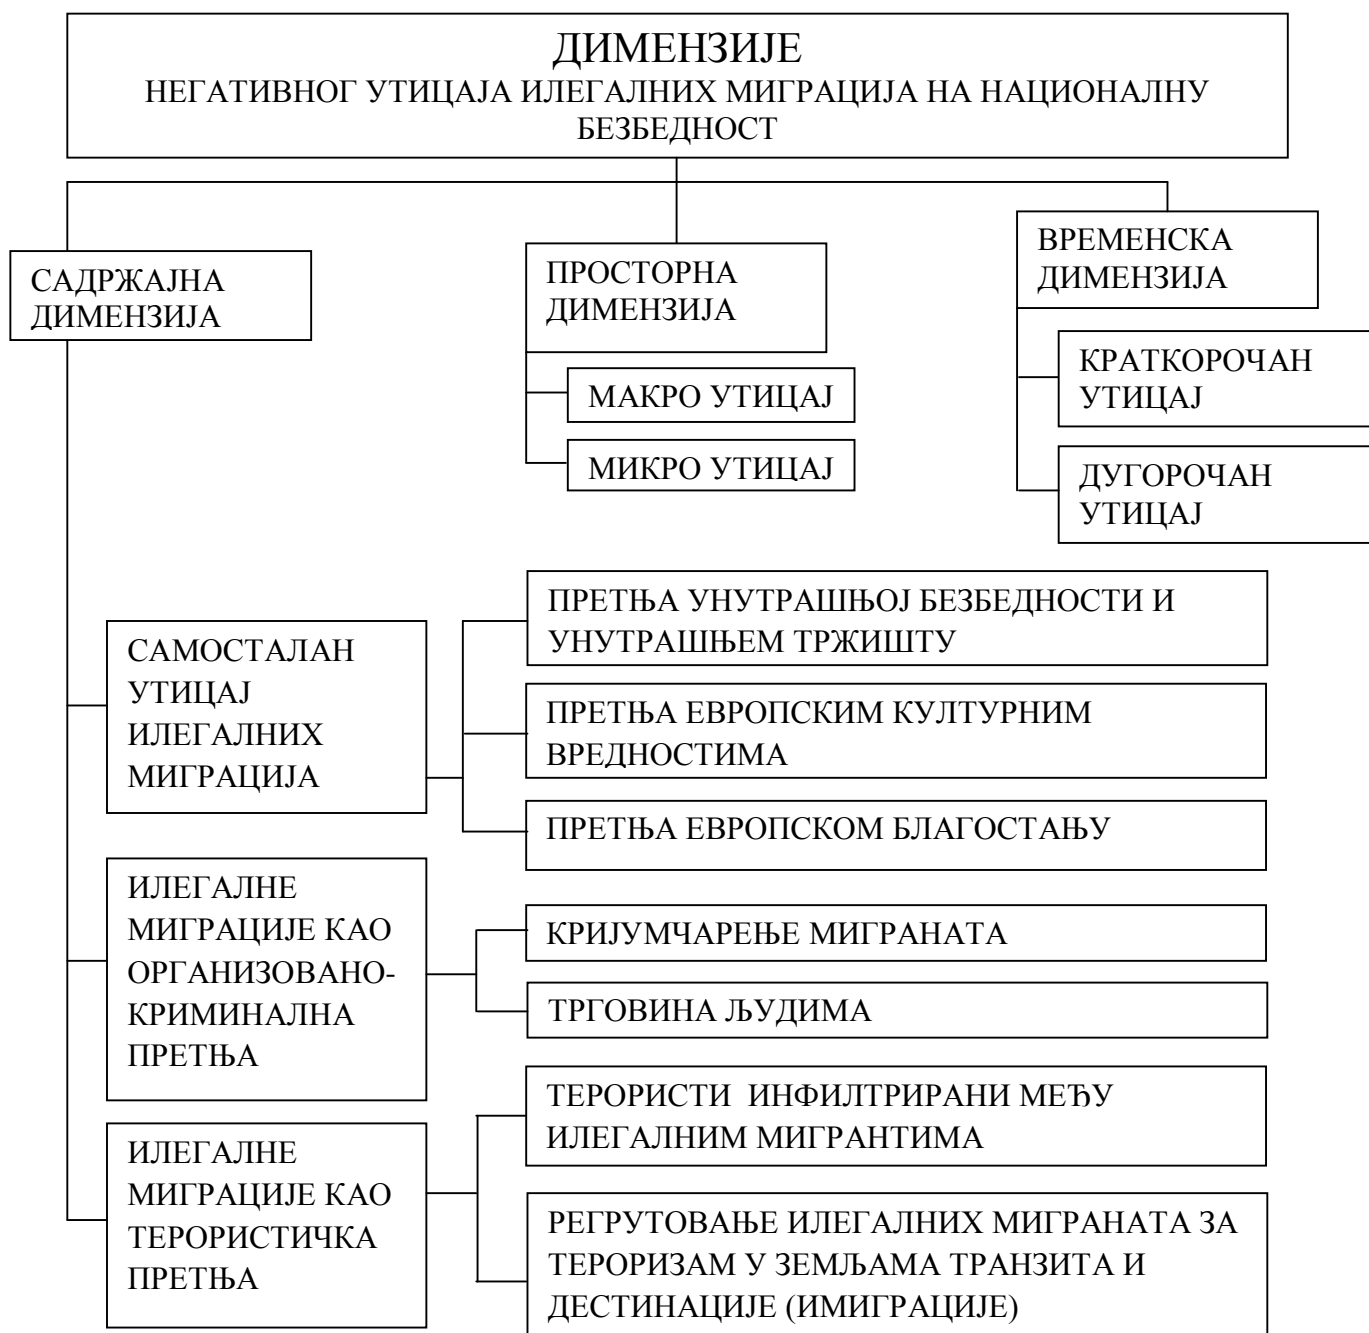 ДИМЕНЗИЈЕ
НЕГАТИВНОГ УТИЦАЈА ИЛЕГАЛНИХ МИГРАЦИЈА НА НАЦИОНАЛНУ
БЕЗБЕДНОСТ
САДРЖАЈНА
ДИМЕНЗИЈА
ПРОСТОРНА
ДИМЕНЗИЈА
МАКРО УТИЦАЈ
МИКРО УТИЦАЈ
ВРЕМЕНСКА
ДИМЕНЗИЈА
КРАТКОРОЧАН
УТИЦАЈ
ДУГОРОЧАН
УТИЦАЈ
САМОСТАЛАН
УТИЦАЈ
ИЛЕГАЛНИХ
МИГРАЦИЈА
ПРЕТЊА УНУТРАШЊОЈ БЕЗБЕДНОСТИ И
УНУТРАШЊЕМ ТРЖИШТУ
ПРЕТЊА ЕВРОПСКИМ КУЛТУРНИМ
ВРЕДНОСТИМА
ПРЕТЊА ЕВРОПСКОМ БЛАГОСТАЊУ
ИЛЕГАЛНЕ
МИГРАЦИЈЕ КАО
ОРГАНИЗОВАНО-
КРИМИНАЛНА
ПРЕТЊА
КРИЈУМЧАРЕЊЕ МИГРАНАТА
ТРГОВИНА ЉУДИМА
ИЛЕГАЛНЕ
МИГРАЦИЈЕ КАО
ТЕРОРИСТИЧКА
ПРЕТЊА
ТЕРОРИСТИ ИНФИЛТРИРАНИ МЕЂУ
ИЛЕГАЛНИМ МИГРАНТИМА
РЕГРУТОВАЊЕ ИЛЕГАЛНИХ МИГРАНАТА ЗА
ТЕРОРИЗАМ У ЗЕМЉАМА ТРАНЗИТА И
ДЕСТИНАЦИЈЕ (ИМИГРАЦИЈЕ)